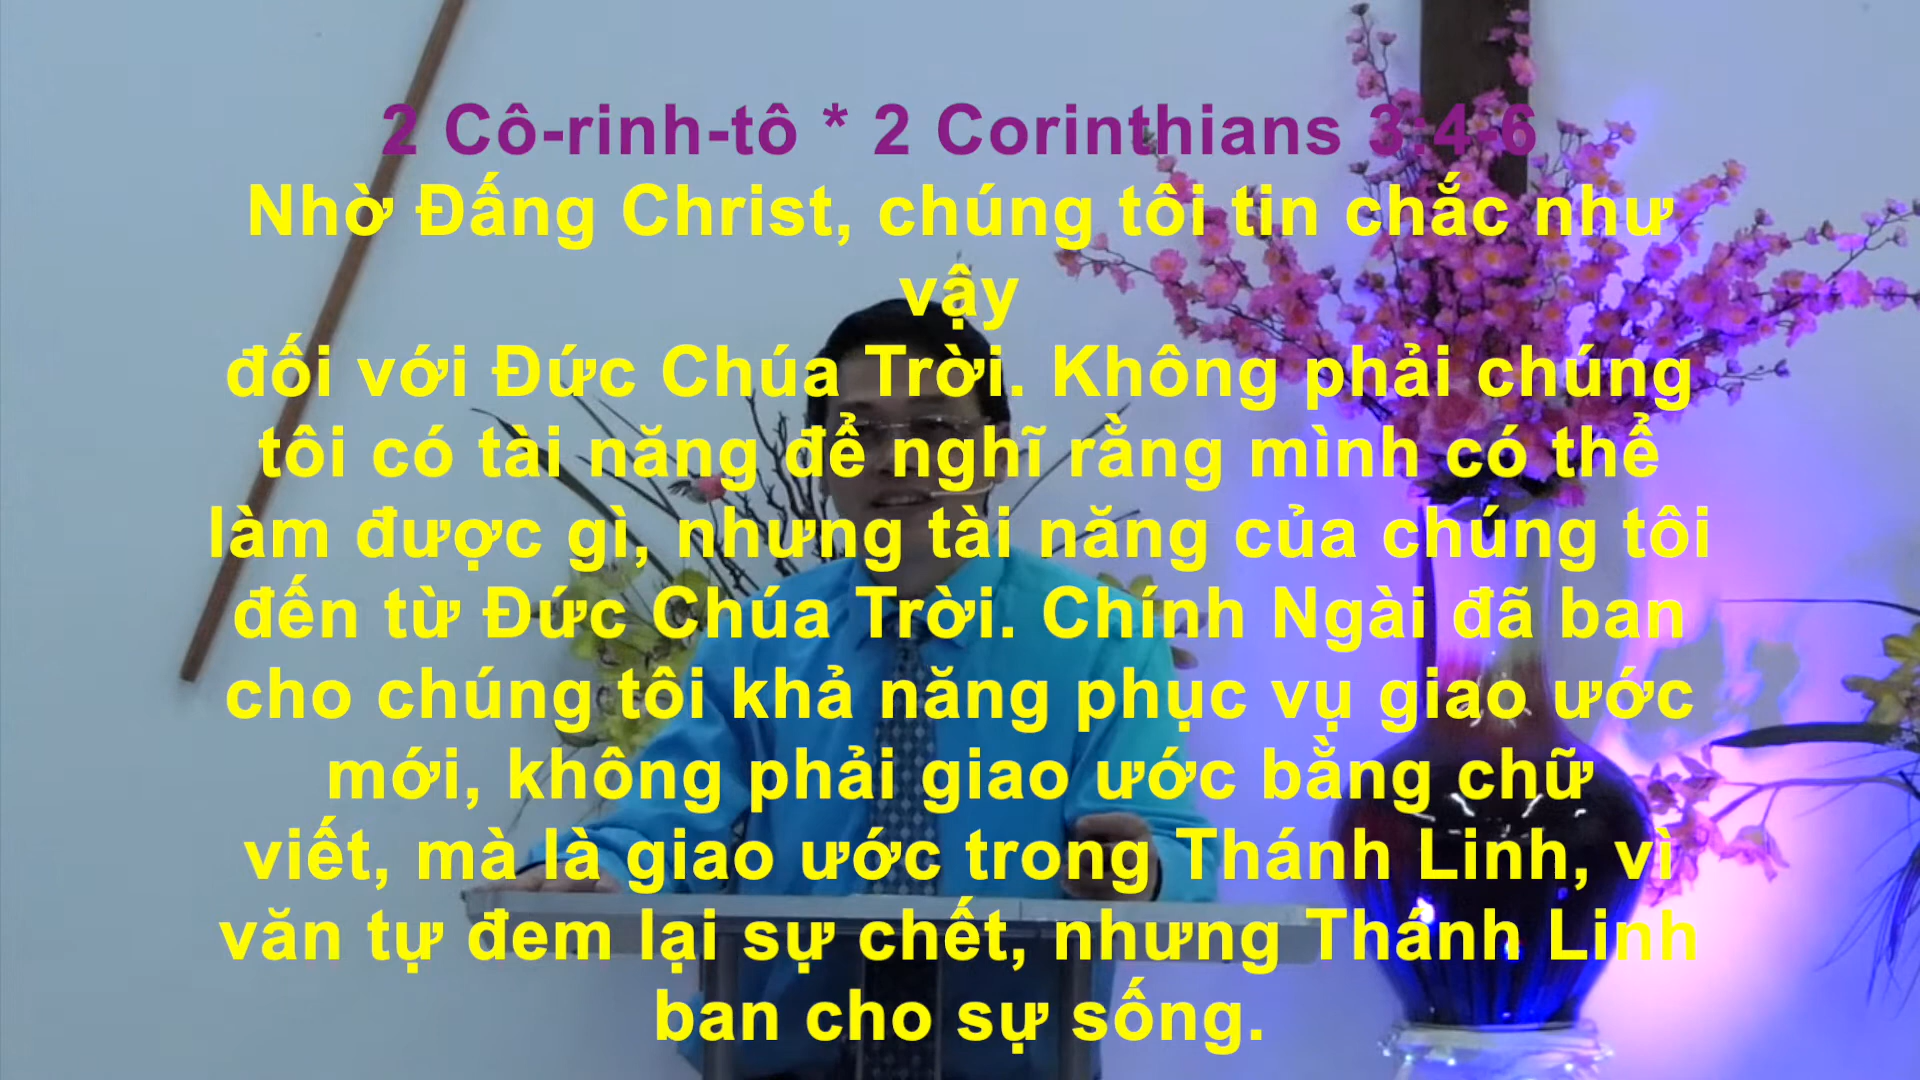 2 Cô-rinh-tô * 2 Corinthians 3:4-6
Nhờ Đấng Christ, chúng tôi tin chắc như
vậy
đối với Đức Chúa Trời. Không phải chúng
tôi có tài năng để nghĩ rằng mình có thể
làm được gì, nhưng tài năng của chúng tôi
đến từ Đức Chúa Trời. Chính Ngài đã ban
cho chúng tôi khả năng phục vụ giao ước
mới, không phải giao ước bằng chữ
viết, mà là giao ước trong Thánh Linh, vì
văn tự đem lại sự chết, nhưng Thánh Linh
ban cho sự sống.